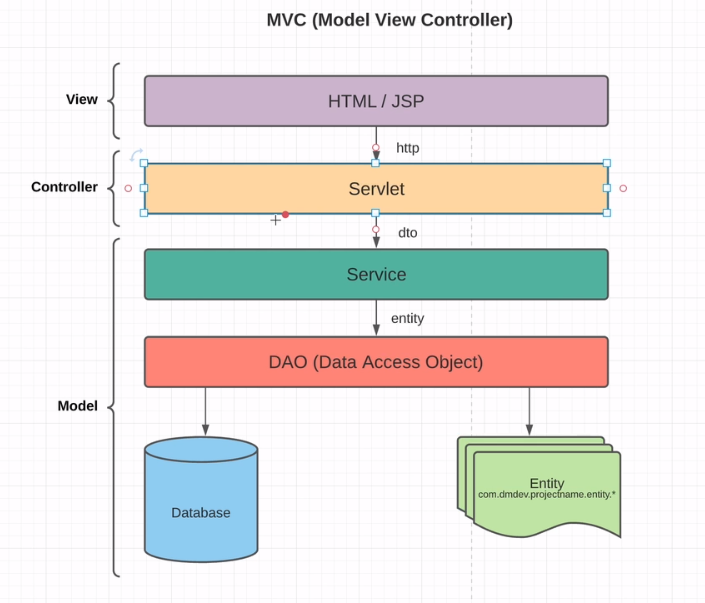 MVC (Model View Controller)
View
HTML / JSP
http
Controller
Servlet
dto
Service
entity
DAO (Data Access Object)
Model
Database
Entity
com.dmdev.projectname.entity.*